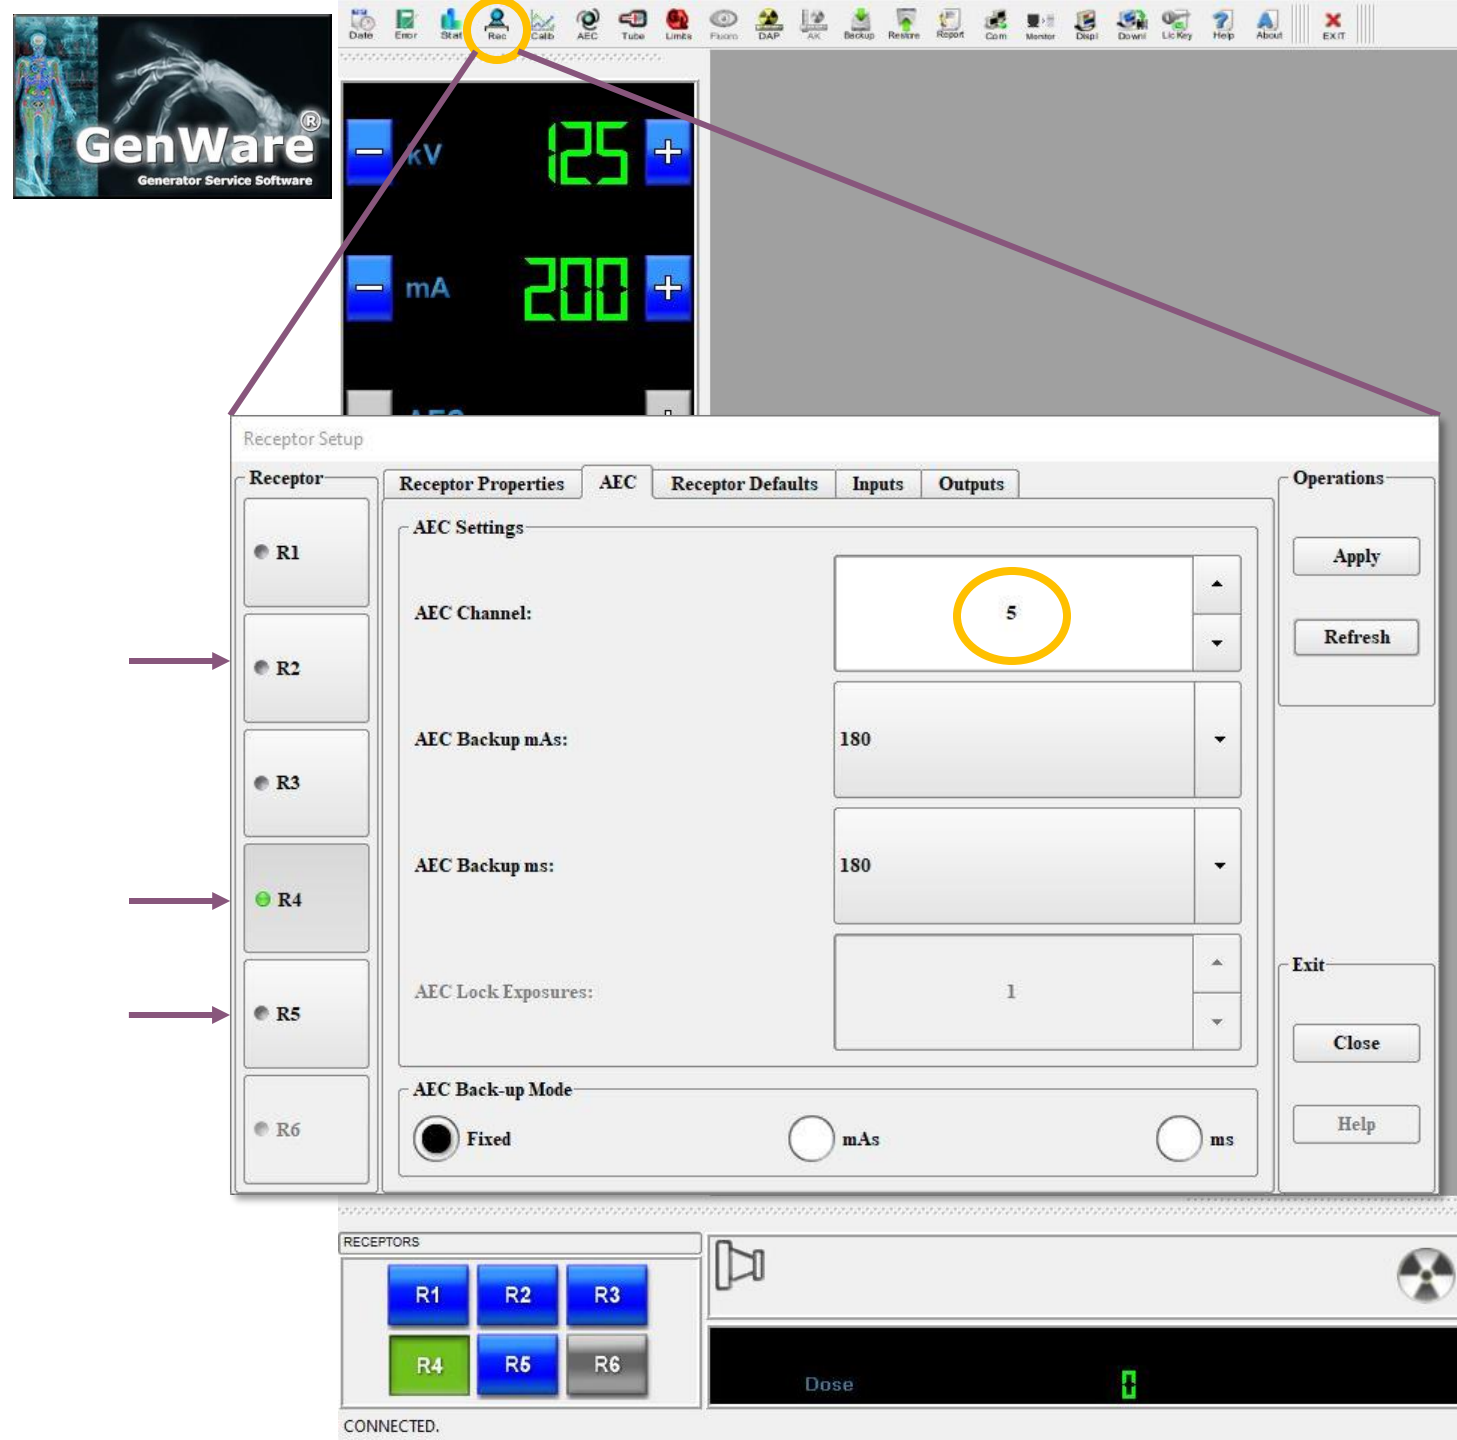 GenWare®
Generator Service Software
Date Error Stat Rec Calib AEC Tube Limits Fluoro DAP AK Backup Restore Report Com Monitor Displ Downl Lic Key Help About EXIT
kV 125
mA 200
Receptor Setup
Receptor
R1
R2
R3
R4
R5
R6
Receptor Properties AEC Receptor Defaults Inputs Outputs
AEC Settings
AEC Channel: 5
AEC Backup mAs: 180
AEC Backup ms: 180
AEC Lock Exposures: 1
AEC Back-up Mode
Fixed mAs ms
Operations
Apply
Refresh
Exit
Close
Help
RECEPTORS
R1 R2 R3
R4 R5 R6
Dose 0
CONNECTED.